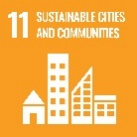 11 SUSTAINABLE CITIES
AND COMMUNITIES